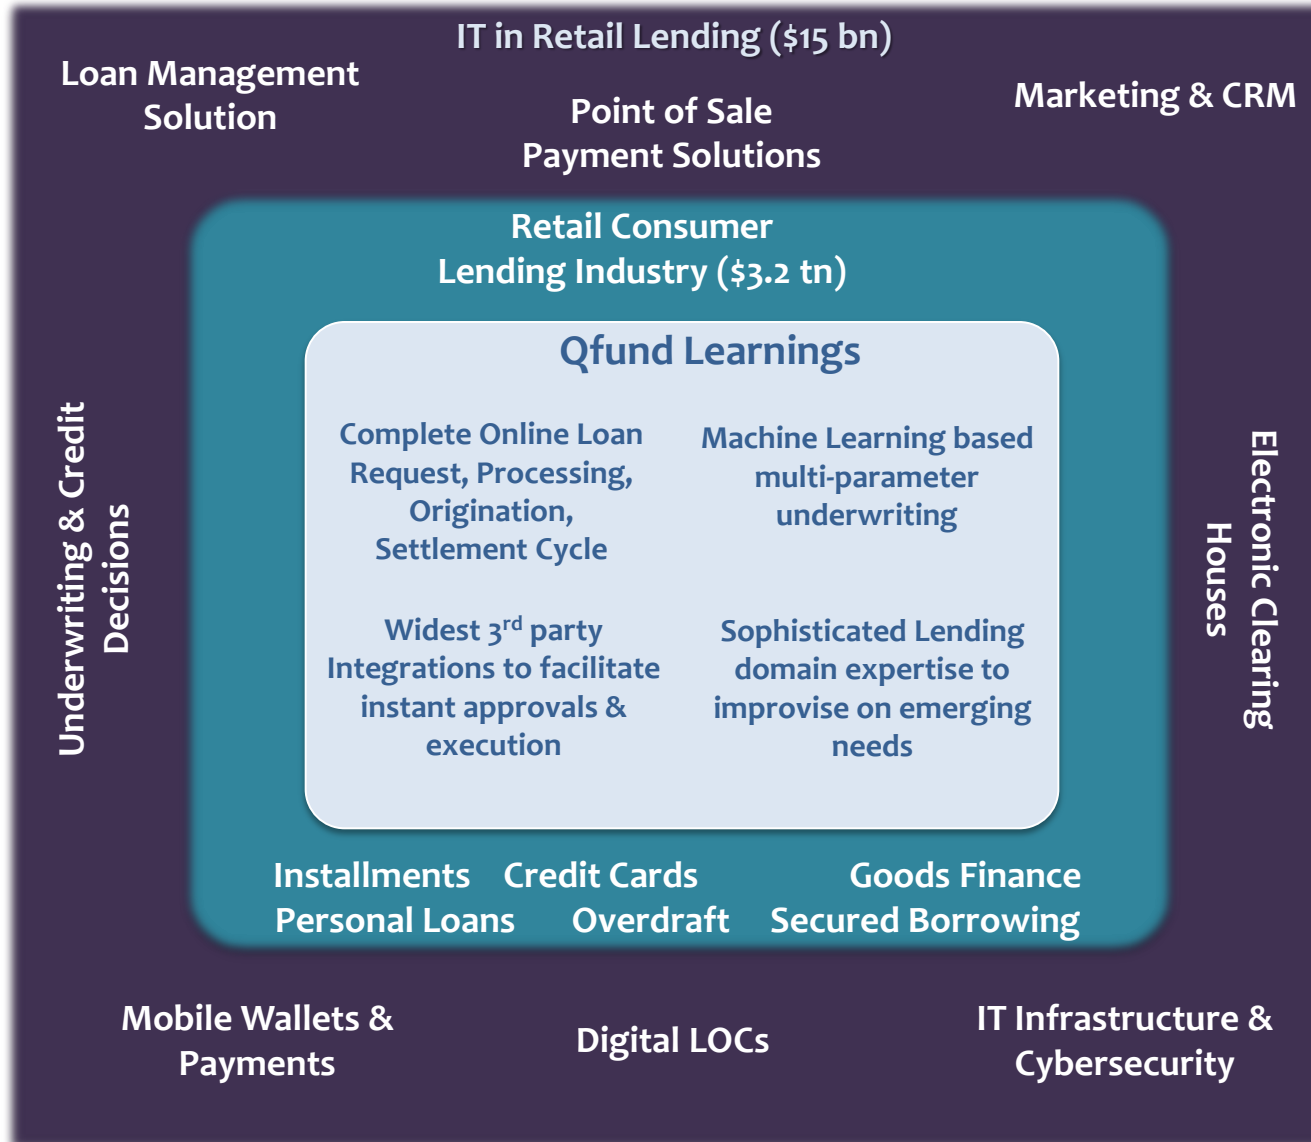 IT in Retail Lending ($15 bn)
Loan Management
Solution
Point of Sale
Payment Solutions
Marketing & CRM
Retail Consumer
Lending Industry ($3.2 tn)
Qfund Learnings
Complete Online Loan
Request, Processing,
Origination,
Settlement Cycle
Machine Learning based
multi-parameter
underwriting
Widest 3rd party
Integrations to facilitate
instant approvals &
execution
Sophisticated Lending
domain expertise to
improvise on emerging
needs
Underwriting & Credit
Decisions
Electronic Clearing
Houses
Installments Credit Cards Goods Finance
Personal Loans Overdraft Secured Borrowing
Mobile Wallets &
Payments
Digital LOCs
IT Infrastructure &
Cybersecurity